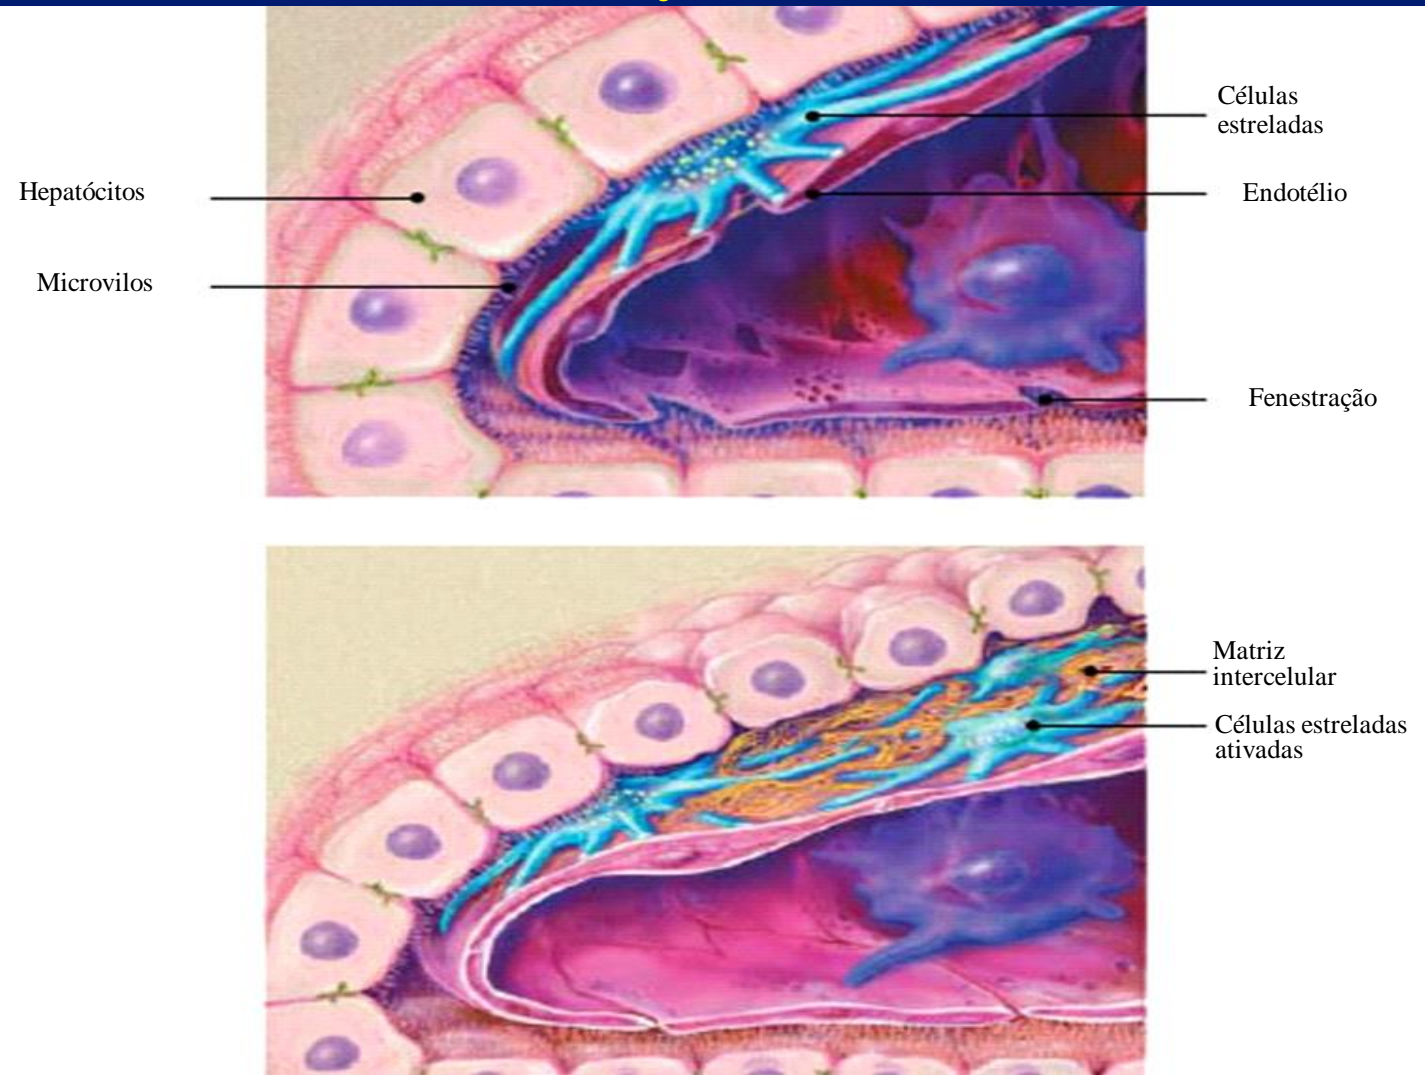 Células
estreladas
Hepatócitos
Endotélio
Microvilos
Fenestração
Matriz
intercelular
Células estreladas
ativadas